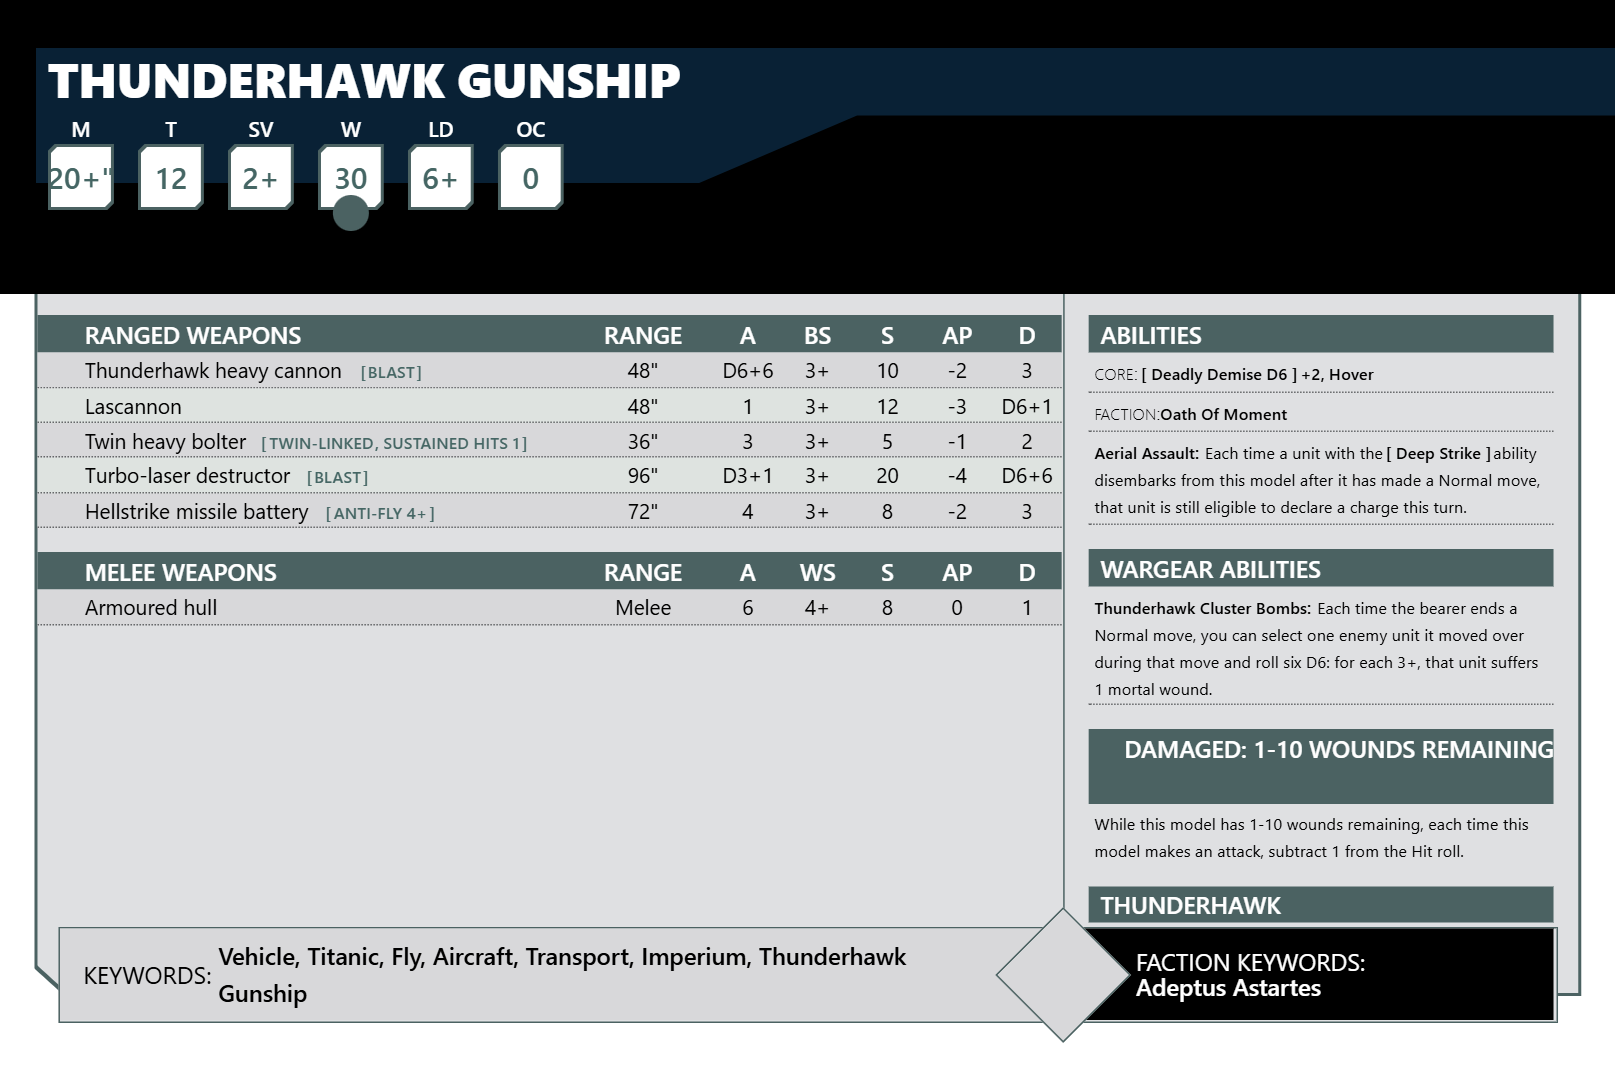 THUNDERHAWK GUNSHIP
M T SV W LD OC
20+" 12 2+ 30 6+ 0
RANGED WEAPONS RANGE A BS S AP D
Thunderhawk heavy cannon [BLAST] 48" D6+6 3+ 10 -2 3
Lascannon 48" 1 3+ 12 -3 D6+1
Twin heavy bolter [TWIN-LINKED, SUSTAINED HITS 1] 36" 3 3+ 5 -1 2
Turbo-laser destructor [BLAST] 96" D3+1 3+ 20 -4 D6+6
Hellstrike missile battery [ANTI-FLY 4+] 72" 4 3+ 8 -2 3
MELEE WEAPONS RANGE A WS S AP D
Armoured hull Melee 6 4+ 8 0 1
ABILITIES
CORE: [ Deadly Demise D6 ] +2, Hover
FACTION:Oath Of Moment
Aerial Assault: Each time a unit with the [ Deep Strike ] ability
disembarks from this model after it has made a Normal move,
that unit is still eligible to declare a charge this turn.
WARGEAR ABILITIES
Thunderhawk Cluster Bombs: Each time the bearer ends a
Normal move, you can select one enemy unit it moved over
during that move and roll six D6: for each 3+, that unit suffers
1 mortal wound.
DAMAGED: 1-10 WOUNDS REMAINING
While this model has 1-10 wounds remaining, each time this
model makes an attack, subtract 1 from the Hit roll.
THUNDERHAWK
KEYWORDS: Vehicle, Titanic, Fly, Aircraft, Transport, Imperium, Thunderhawk
Gunship
FACTION KEYWORDS:
Adeptus Astartes